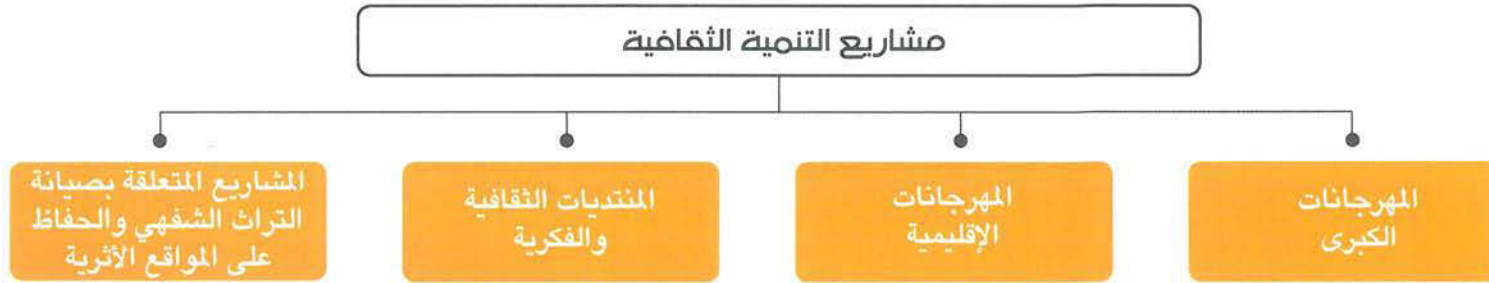 مشاريع التنمية الثقافية
المهرجانات
الكبرى
المهرجانات
الإقليمية
المنتديات الثقافية
والفكرية
المشاريع المتعلقة بصيانة
التراث الشفهي والحفاظ
على المواقع الأثرية